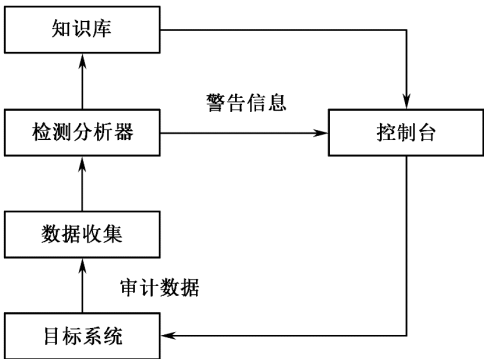 知识库
警告信息
检测分析器
控制台
数据收集
审计数据
目标系统